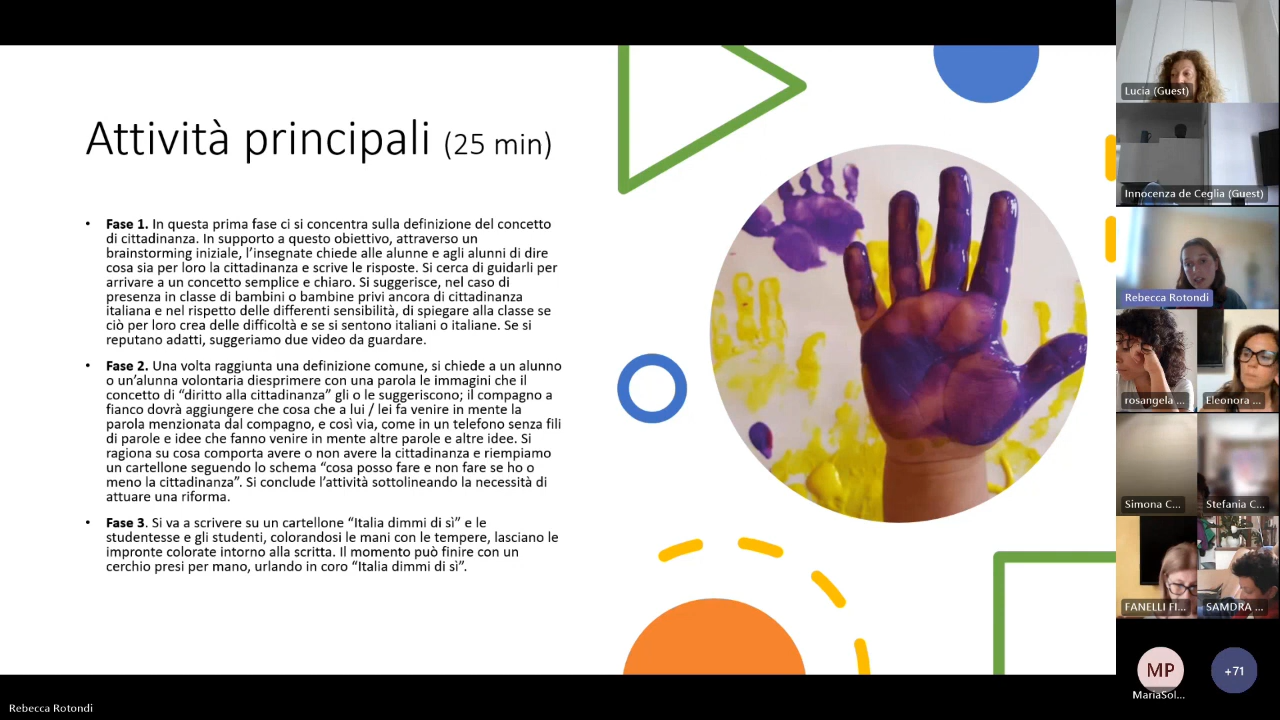 Attività principali (25 min)
• Fase 1. In questa prima fase ci si concentra sulla definizione del concetto
di cittadinanza. In supporto a questo obiettivo, attraverso un
brainstorming iniziale, l’insegnate chiede alle alunne e agli alunni di dire
cosa sia per loro la cittadinanza e scrive le risposte. Si cerca di guidarli per
arrivare a un concetto semplice e chiaro. Si suggerisce, nel caso di
presenza in classe di bambini o bambine privi ancora di cittadinanza
italiana e nel rispetto delle differenti sensibilità, di spiegare alla classe se
ciò per loro crea delle difficoltà e se si sentono italiani o italiane. Se si
reputano adatti, suggeriamo due video da guardare.
• Fase 2. Una volta raggiunta una definizione comune, si chiede a un alunno
o un’alunna volontaria diesprimere con una parola le immagini che il
concetto di “diritto alla cittadinanza” gli o le suggeriscono; il compagno a
fianco dovrà aggiungere che cosa che a lui / lei fa venire in mente la
parola menzionata dal compagno, e così via, come in un telefono senza fili
di parole e idee che fanno venire in mente altre parole e altre idee. Si
ragiona su cosa comporta avere o non avere la cittadinanza e riempiamo
un cartellone seguendo lo schema “cosa posso fare e non fare se ho o
meno la cittadinanza”. Si conclude l’attività sottolineando la necessità di
attuare una riforma.
• Fase 3. Si va a scrivere su un cartellone “Italia dimmi di sì” e le
studentesse e gli studenti, colorandosi le mani con le tempere, lasciano le
impronte colorate intorno alla scritta. Il momento può finire con un
cerchio presi per mano, urlando in coro “Italia dimmi di sì”.
Rebecca Rotondi
Lucia (Guest)
Innocenza de Ceglia (Guest)
Rebecca Rotondi
rosangela ...
Eleonora ...
Simona C...
Stefania C...
FANELLI FI...
SAMDRA ...
MP
MariaSol...
+71